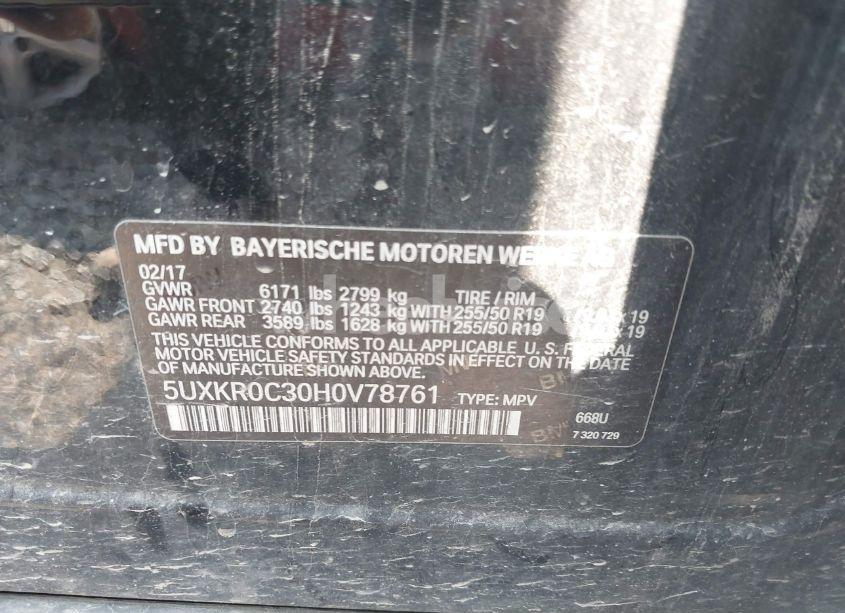 MFD BY BAYERISCHE MOTOREN WERKE AG
02/17
GVWR 6171 lbs 2799 kg TIRE / RIM
GAWR FRONT 2740 lbs 1243 kg WITH 255/50 R19 x 19
GAWR REAR 3589 lbs 1628 kg WITH 255/50 R19 x 19
THIS VEHICLE CONFORMS TO ALL APPLICABLE U. S. FEDERAL
MOTOR VEHICLE SAFETY STANDARDS IN EFFECT ON THE DATE
OF MANUFACTURE SHOWN ABOVE.
5UXKR0C30H0V78761 TYPE: MPV
668U
7 320 729